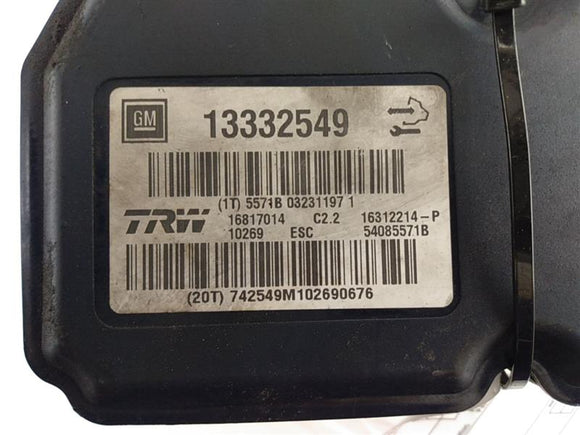 GM 13332549
(1T) 5571B 03231197 1
TRW 16817014 C2.2 16312214-P
10269 ESC 54085571B
(20T) 742549M102690676